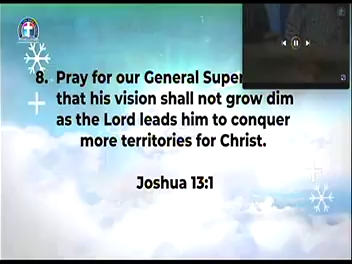 8. Pray for our General Super
that his vision shall not grow dim
as the Lord leads him to conquer
more territories for Christ.
Joshua 13:1